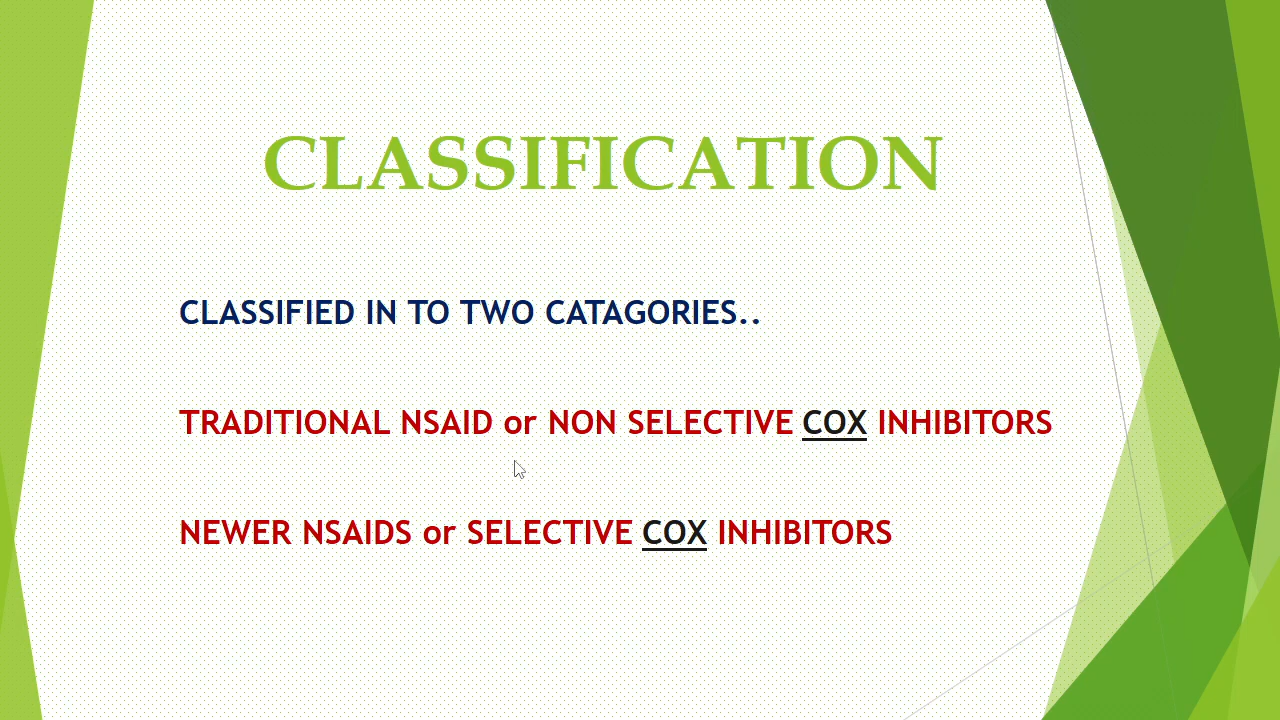 CLASSIFICATION
CLASSIFIED IN TO TWO CATAGORIES..
TRADITIONAL NSAID or NON SELECTIVE COX INHIBITORS
NEWER NSAIDS or SELECTIVE COX INHIBITORS